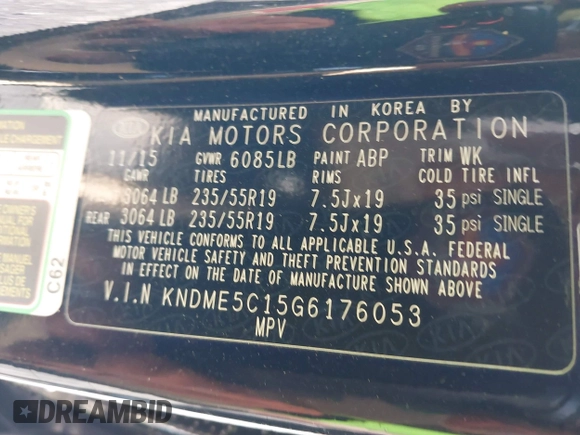 MANUFACTURED IN KOREA BY
KIA MOTORS CORPORATION
11/15 GVWR 6085LB PAINT ABP TRIM WK
GAWR TIRES RIMS COLD TIRE INFL
3064 LB 235/55R19 7.5Jx19 35 psi SINGLE
REAR 3064 LB 235/55R19 7.5Jx19 35 psi SINGLE
THIS VEHICLE CONFORMS TO ALL APPLICABLE U.S.A. FEDERAL
MOTOR VEHICLE SAFETY AND THEFT PREVENTION STANDARDS
IN EFFECT ON THE DATE OF MANUFACTURE SHOWN ABOVE
V.I.N KNDME5C15G6176053
MPV
C62
DREAMBID